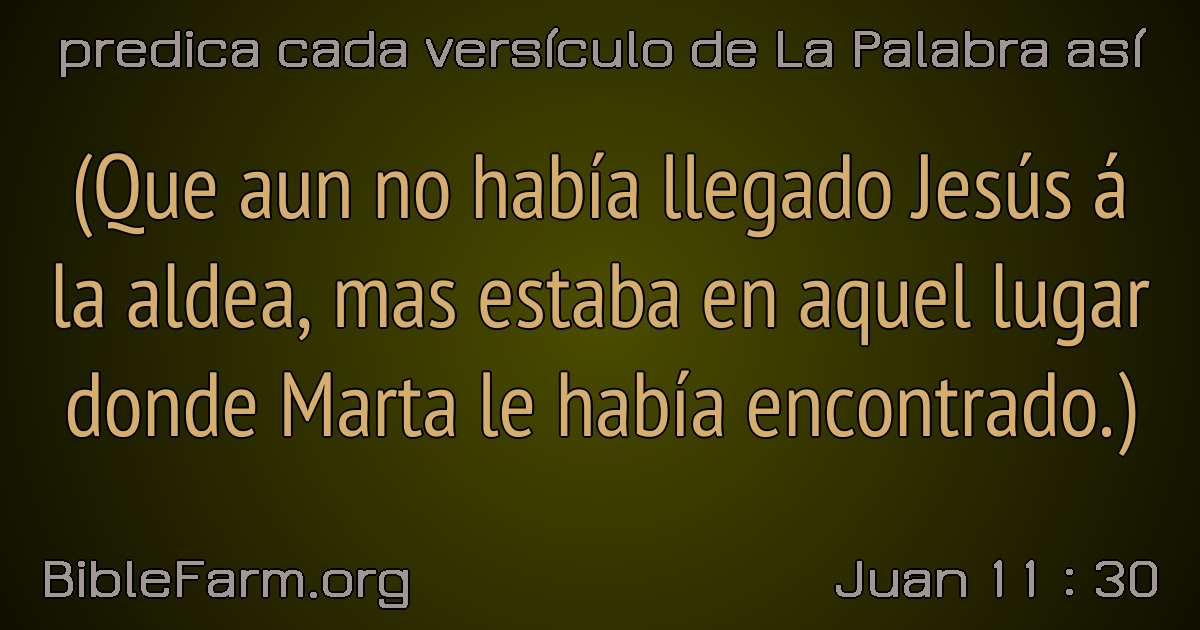 predica cada versículo de La Palabra así
(Que aun no había llegado Jesús á
la aldea, mas estaba en aquel lugar
donde Marta le había encontrado.)
BibleFarm.org
Juan 11 : 30